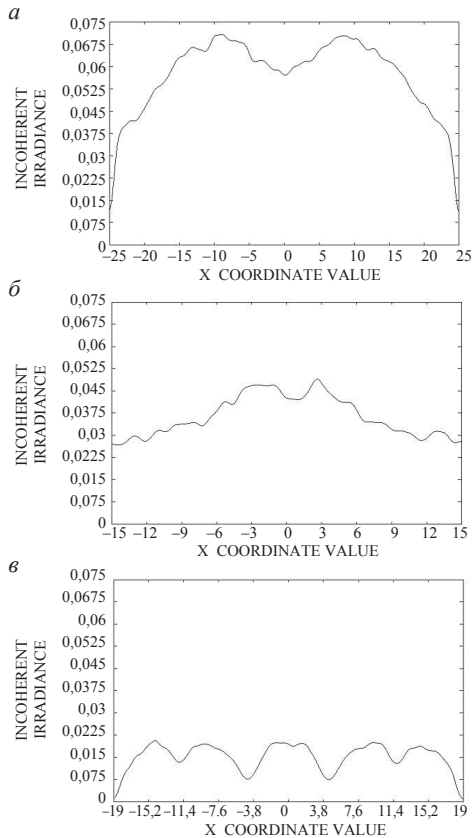 а
INCOHERENT
IRRADIANCE
0,075
0,0675
0,06
0,0525
0,045
0,0375
0,03
0,0225
0,015
0,075
0
−25 −20 −15 −10 −5 0 5 10 15 20 25
X COORDINATE VALUE
б
INCOHERENT
IRRADIANCE
0,075
0,0675
0,06
0,0525
0,045
0,0375
0,03
0,0225
0,015
0,075
0
−15 −12 −9 −6 −3 0 3 6 9 12 15
X COORDINATE VALUE
в
INCOHERENT
IRRADIANCE
0,075
0,0675
0,06
0,0525
0,045
0,0375
0,03
0,0225
0,015
0,075
0
−19 −15,2 −11,4 −7,6 −3,8 0 3,8 7,6 11,4 15,2 19
X COORDINATE VALUE